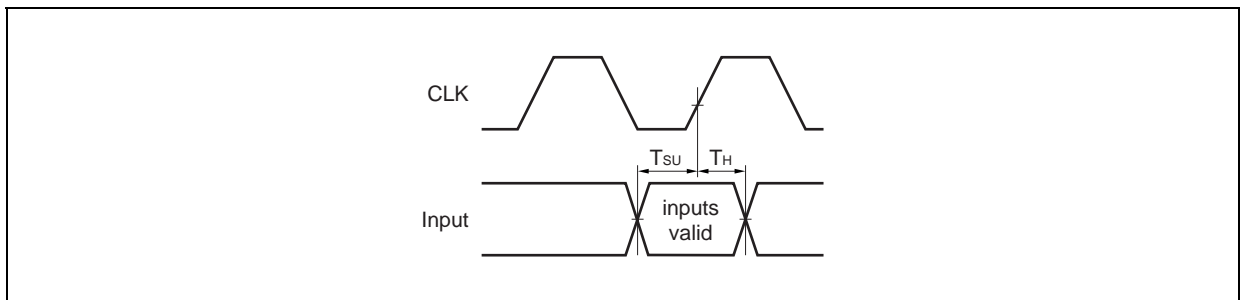 CLK
TSU TH
Input
inputs
valid